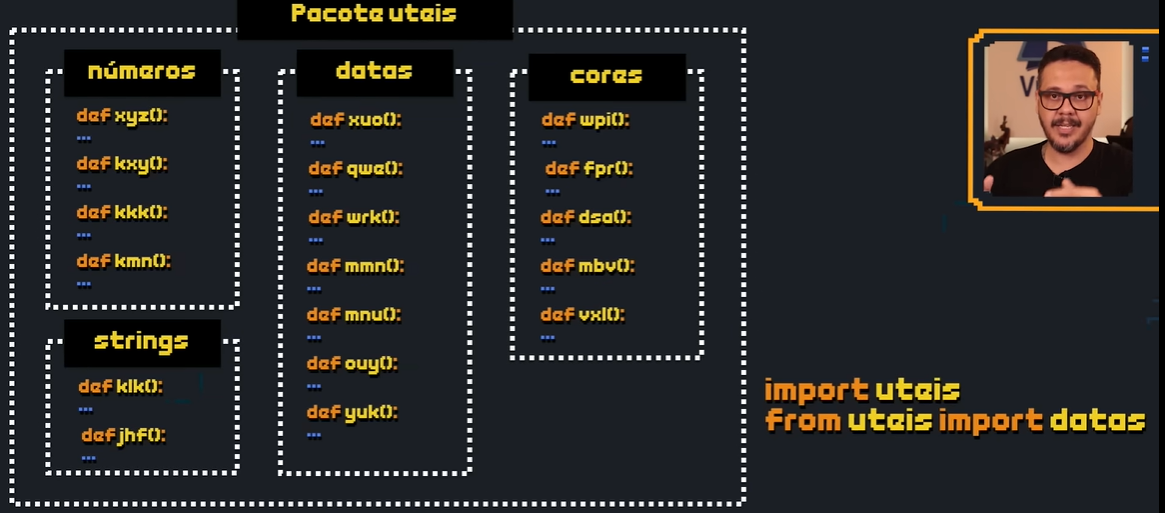 Pacote uteis
números
def xyz():
...
def kxy():
...
def kkk():
...
def kmn():
...
strings
def klk():
...
def jhf():
...
datas
def xuo():
...
def qwe():
...
def wrk():
...
def mmn():
...
def mnu():
...
def ouy():
...
def yuk():
...
cores
def wpi():
...
def fpr():
...
def dsa():
...
def mbv():
...
def vxl():
...
import uteis
from uteis import datas